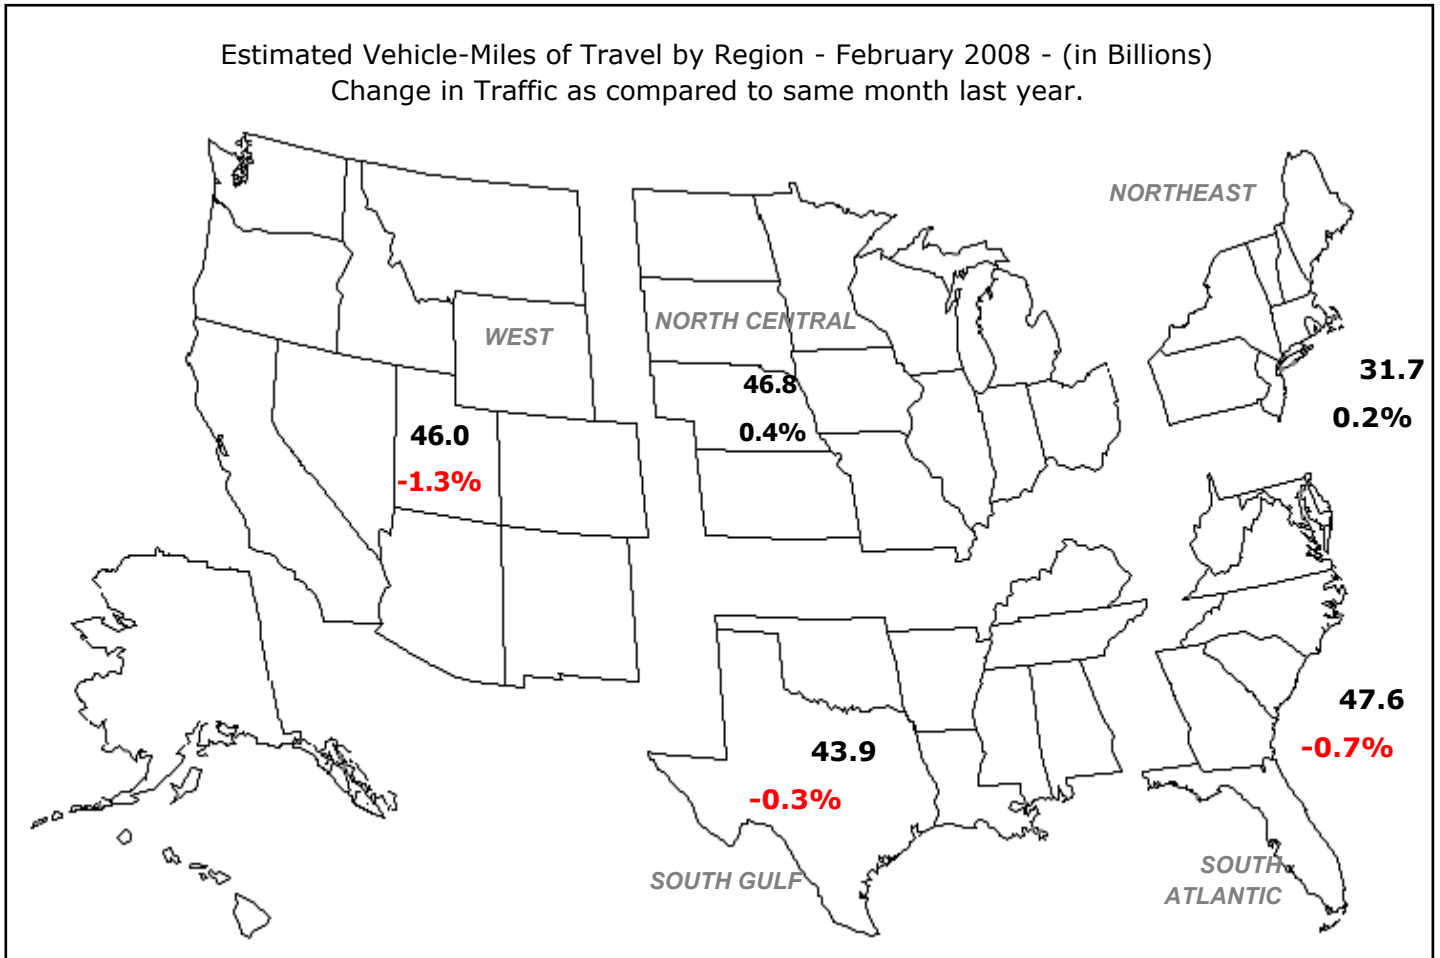 Estimated Vehicle-Miles of Travel by Region - February 2008 - (in Billions)
Change in Traffic as compared to same month last year.
NORTHEAST
31.7
0.2%
NORTH CENTRAL
46.8
0.4%
WEST
46.0
-1.3%
47.6
-0.7%
SOUTH
ATLANTIC
43.9
-0.3%
SOUTH GULF